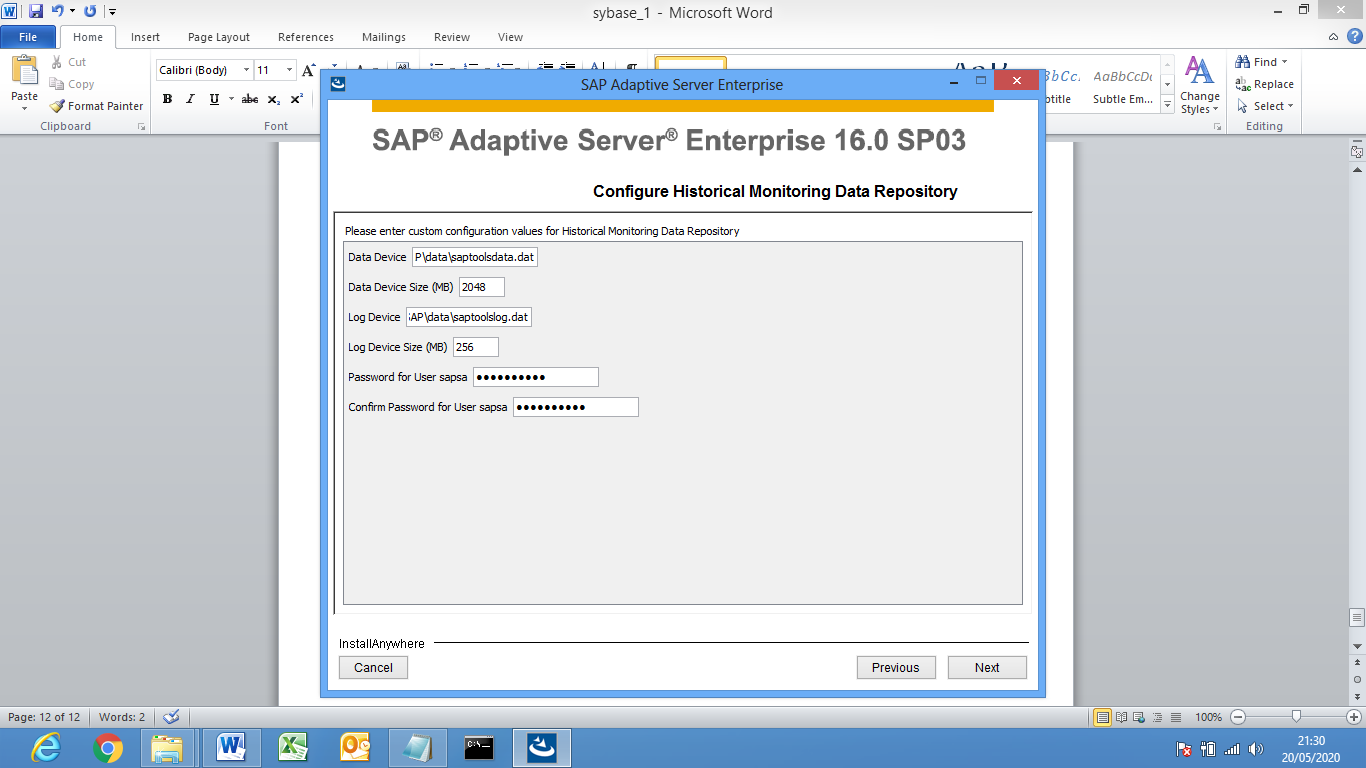 sybase_1 - Microsoft Word
File Home Insert Page Layout References Mailings Review View
Paste
Cut
Copy
Format Painter
Clipboard
Calibri (Body) 11
B I U abc x₂ x²
Font
AaBbCcDc
Subtle Em...
Change
Styles
Find
Replace
Select
Editing
SAP Adaptive Server Enterprise
SAP® Adaptive Server® Enterprise 16.0 SP03
Configure Historical Monitoring Data Repository
Please enter custom configuration values for Historical Monitoring Data Repository
Data Device P\data\saptoolsdata.dat
Data Device Size (MB) 2048
Log Device AP\data\saptoolslog.dat
Log Device Size (MB) 256
Password for User sapsa ●●●●●●●●●●
Confirm Password for User sapsa ●●●●●●●●●●
InstallAnywhere
Cancel Previous Next
Page: 12 of 12 Words: 2 100%
21:30
20/05/2020